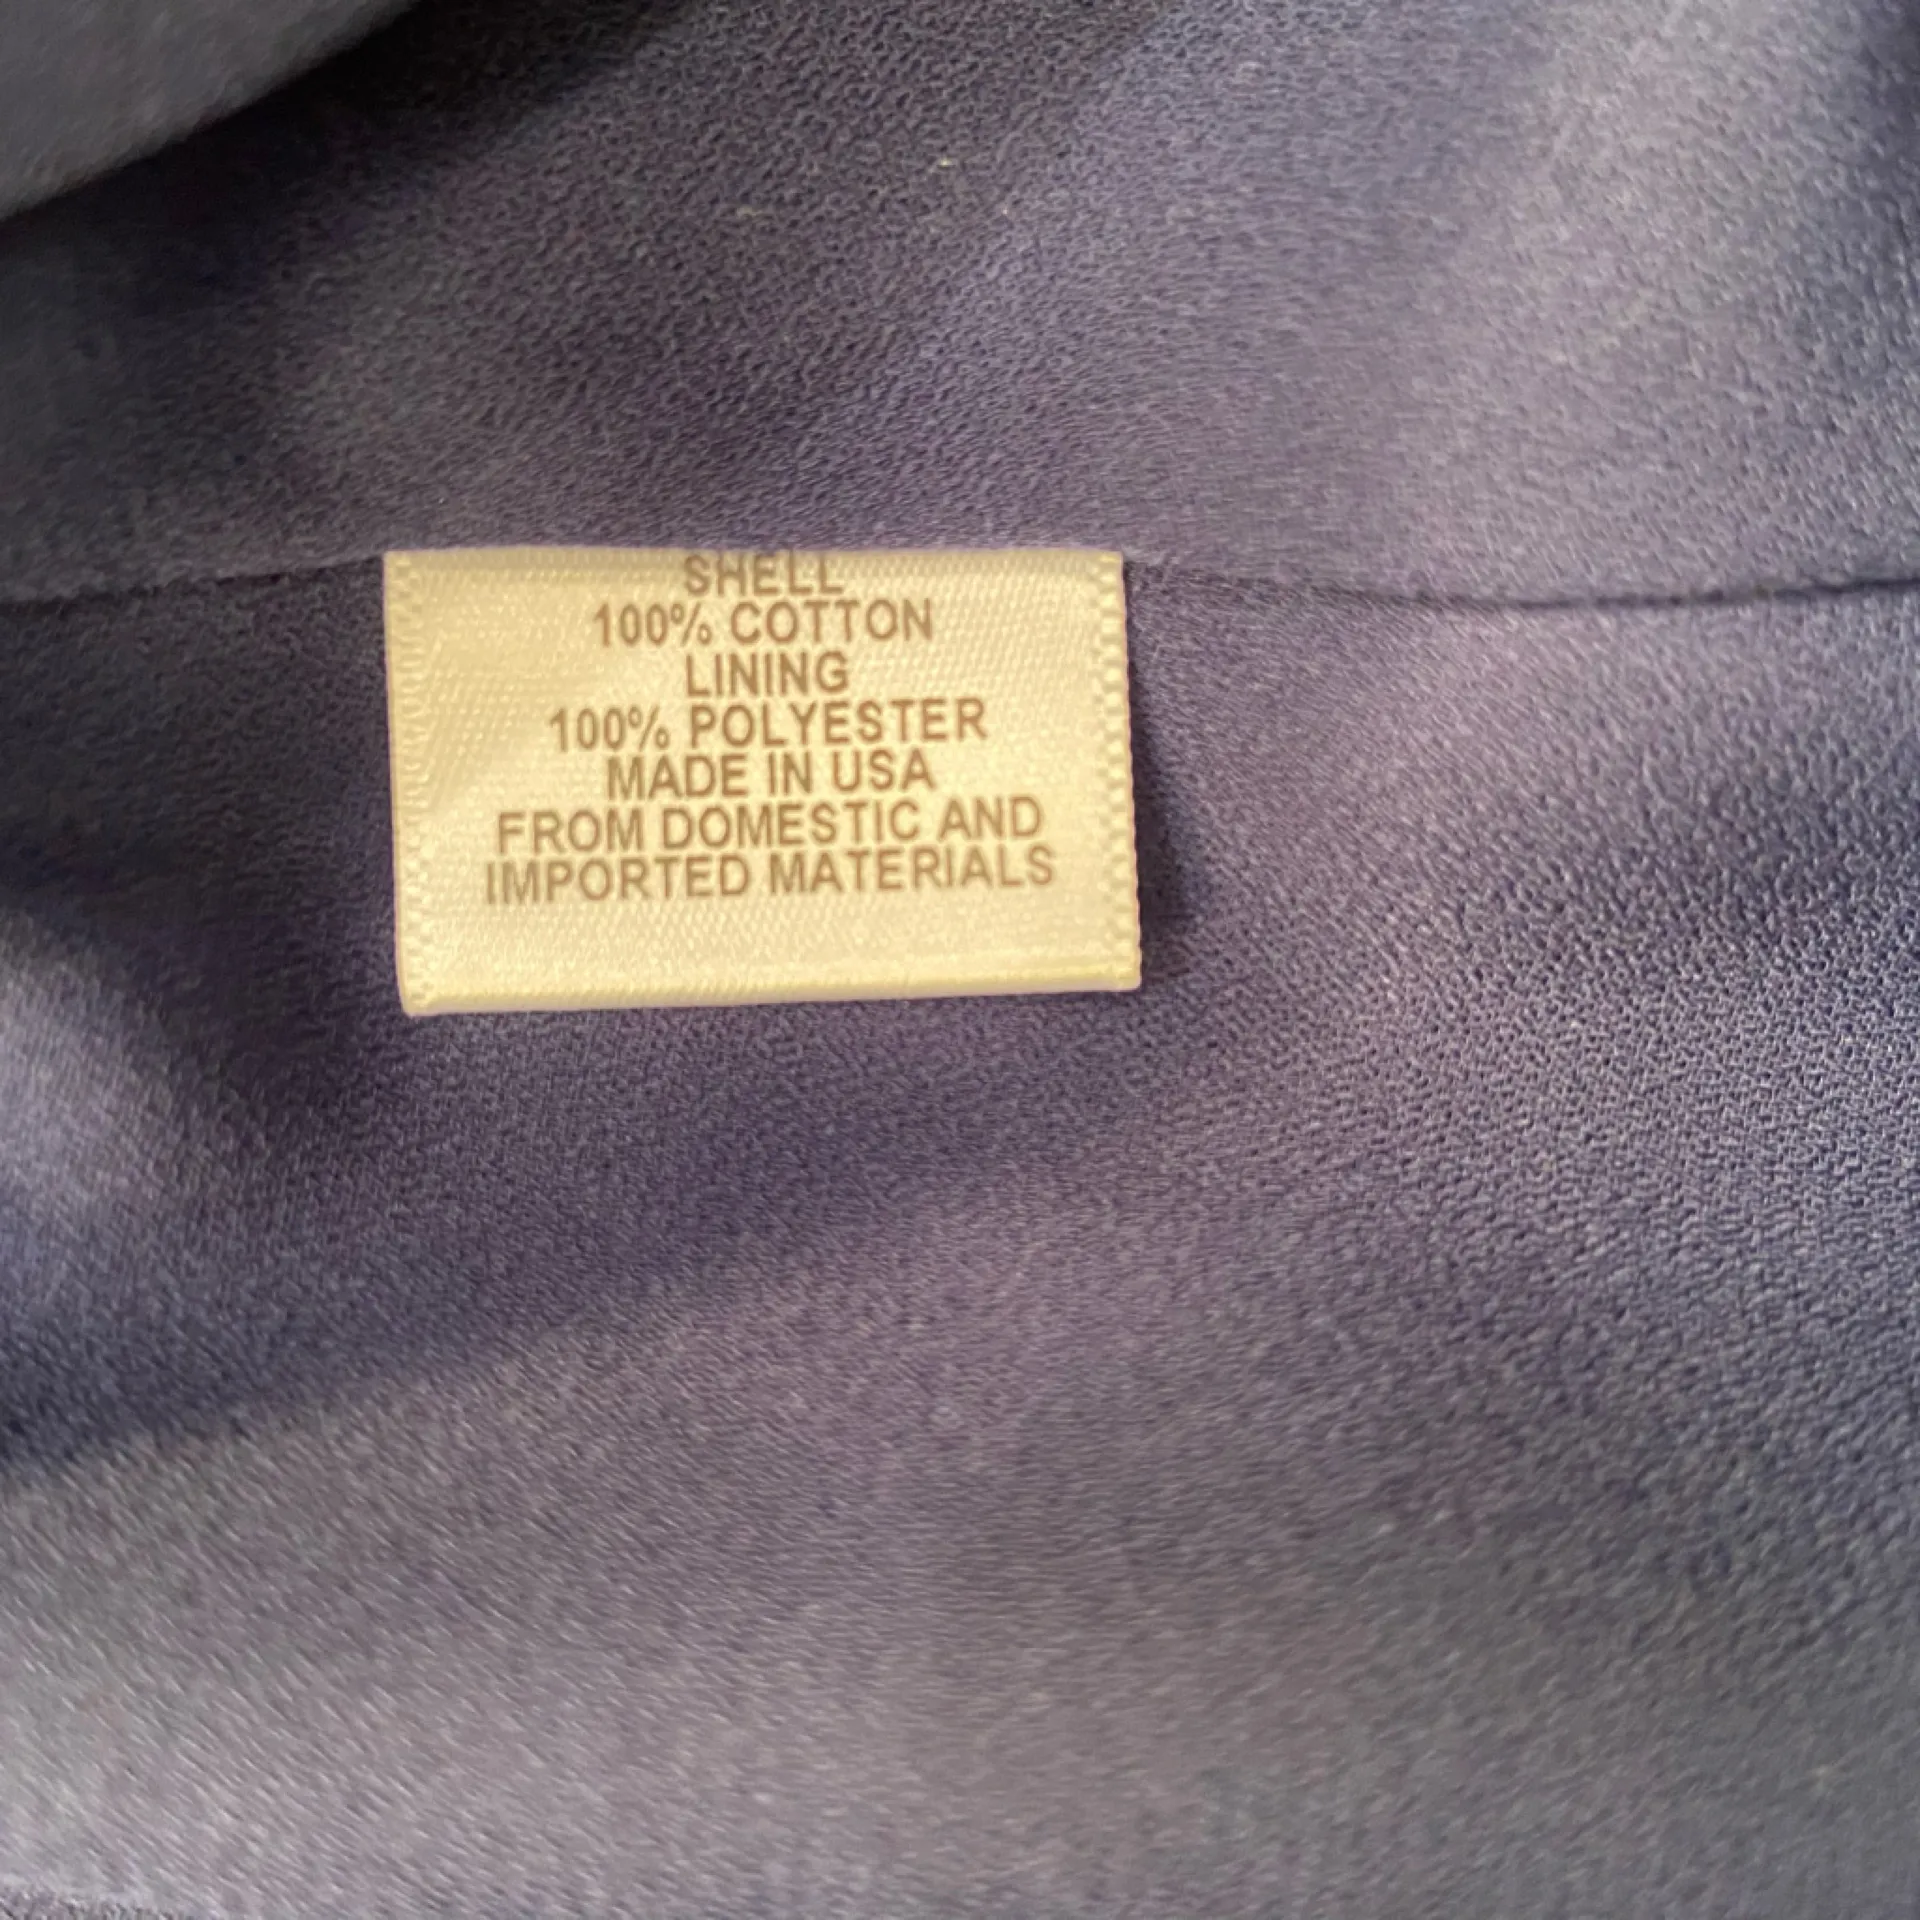 SHELL
100% COTTON
LINING
100% POLYESTER
MADE IN USA
FROM DOMESTIC AND
IMPORTED MATERIALS